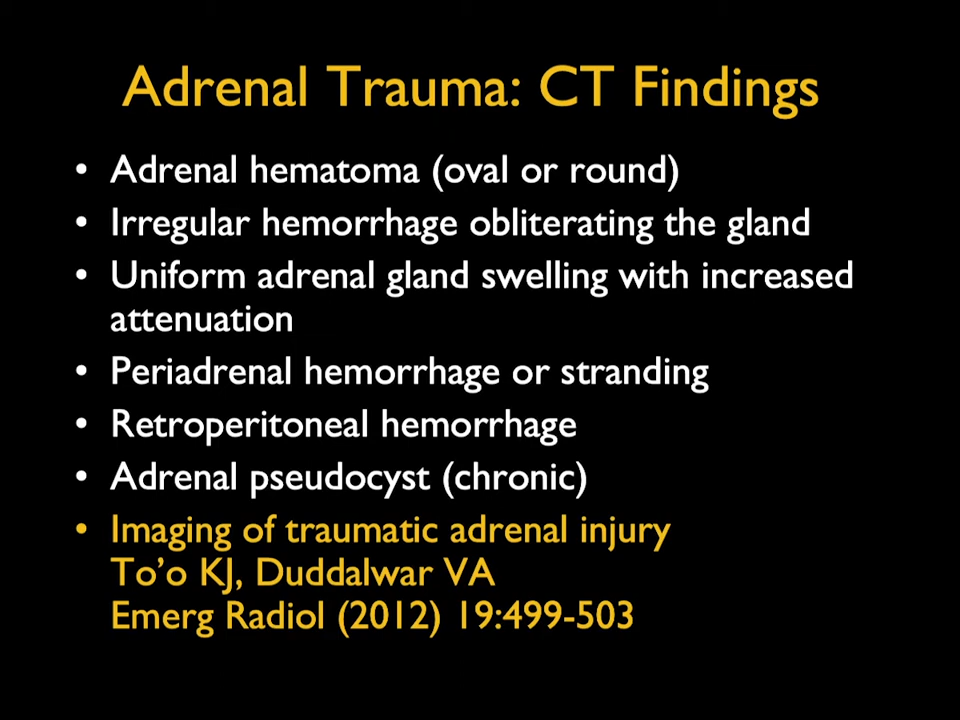 Adrenal Trauma: CT Findings
• Adrenal hematoma (oval or round)
• Irregular hemorrhage obliterating the gland
• Uniform adrenal gland swelling with increased
attenuation
• Periadrenal hemorrhage or stranding
• Retroperitoneal hemorrhage
• Adrenal pseudocyst (chronic)
• Imaging of traumatic adrenal injury
To’o KJ, Duddalwar VA
Emerg Radiol (2012) 19:499-503